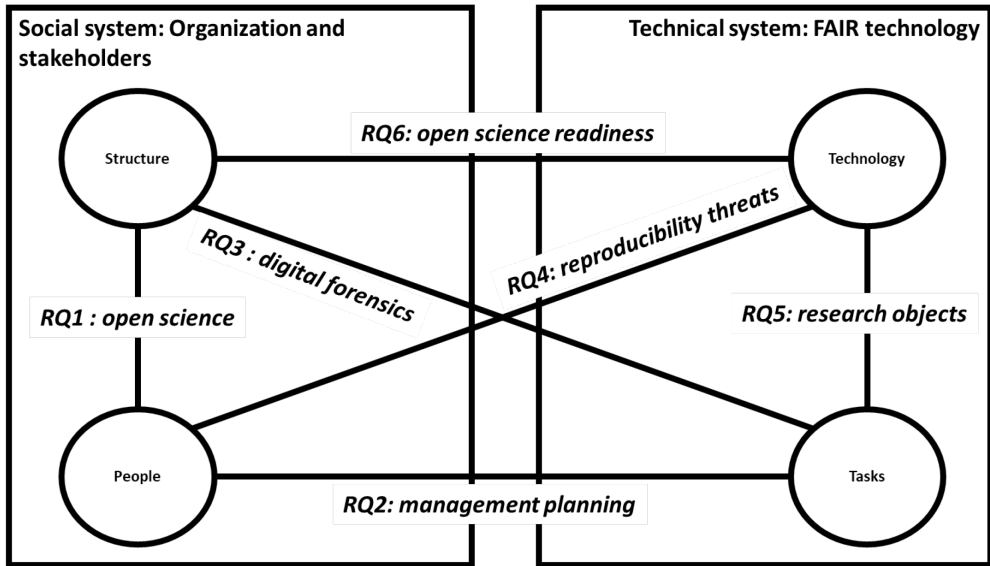 Social system: Organization and
stakeholders
Technical system: FAIR technology
RQ6: open science readiness
Structure
Technology
RQ3 : digital forensics
RQ4: reproducibility threats
RQ1 : open science
RQ5: research objects
People
Tasks
RQ2: management planning